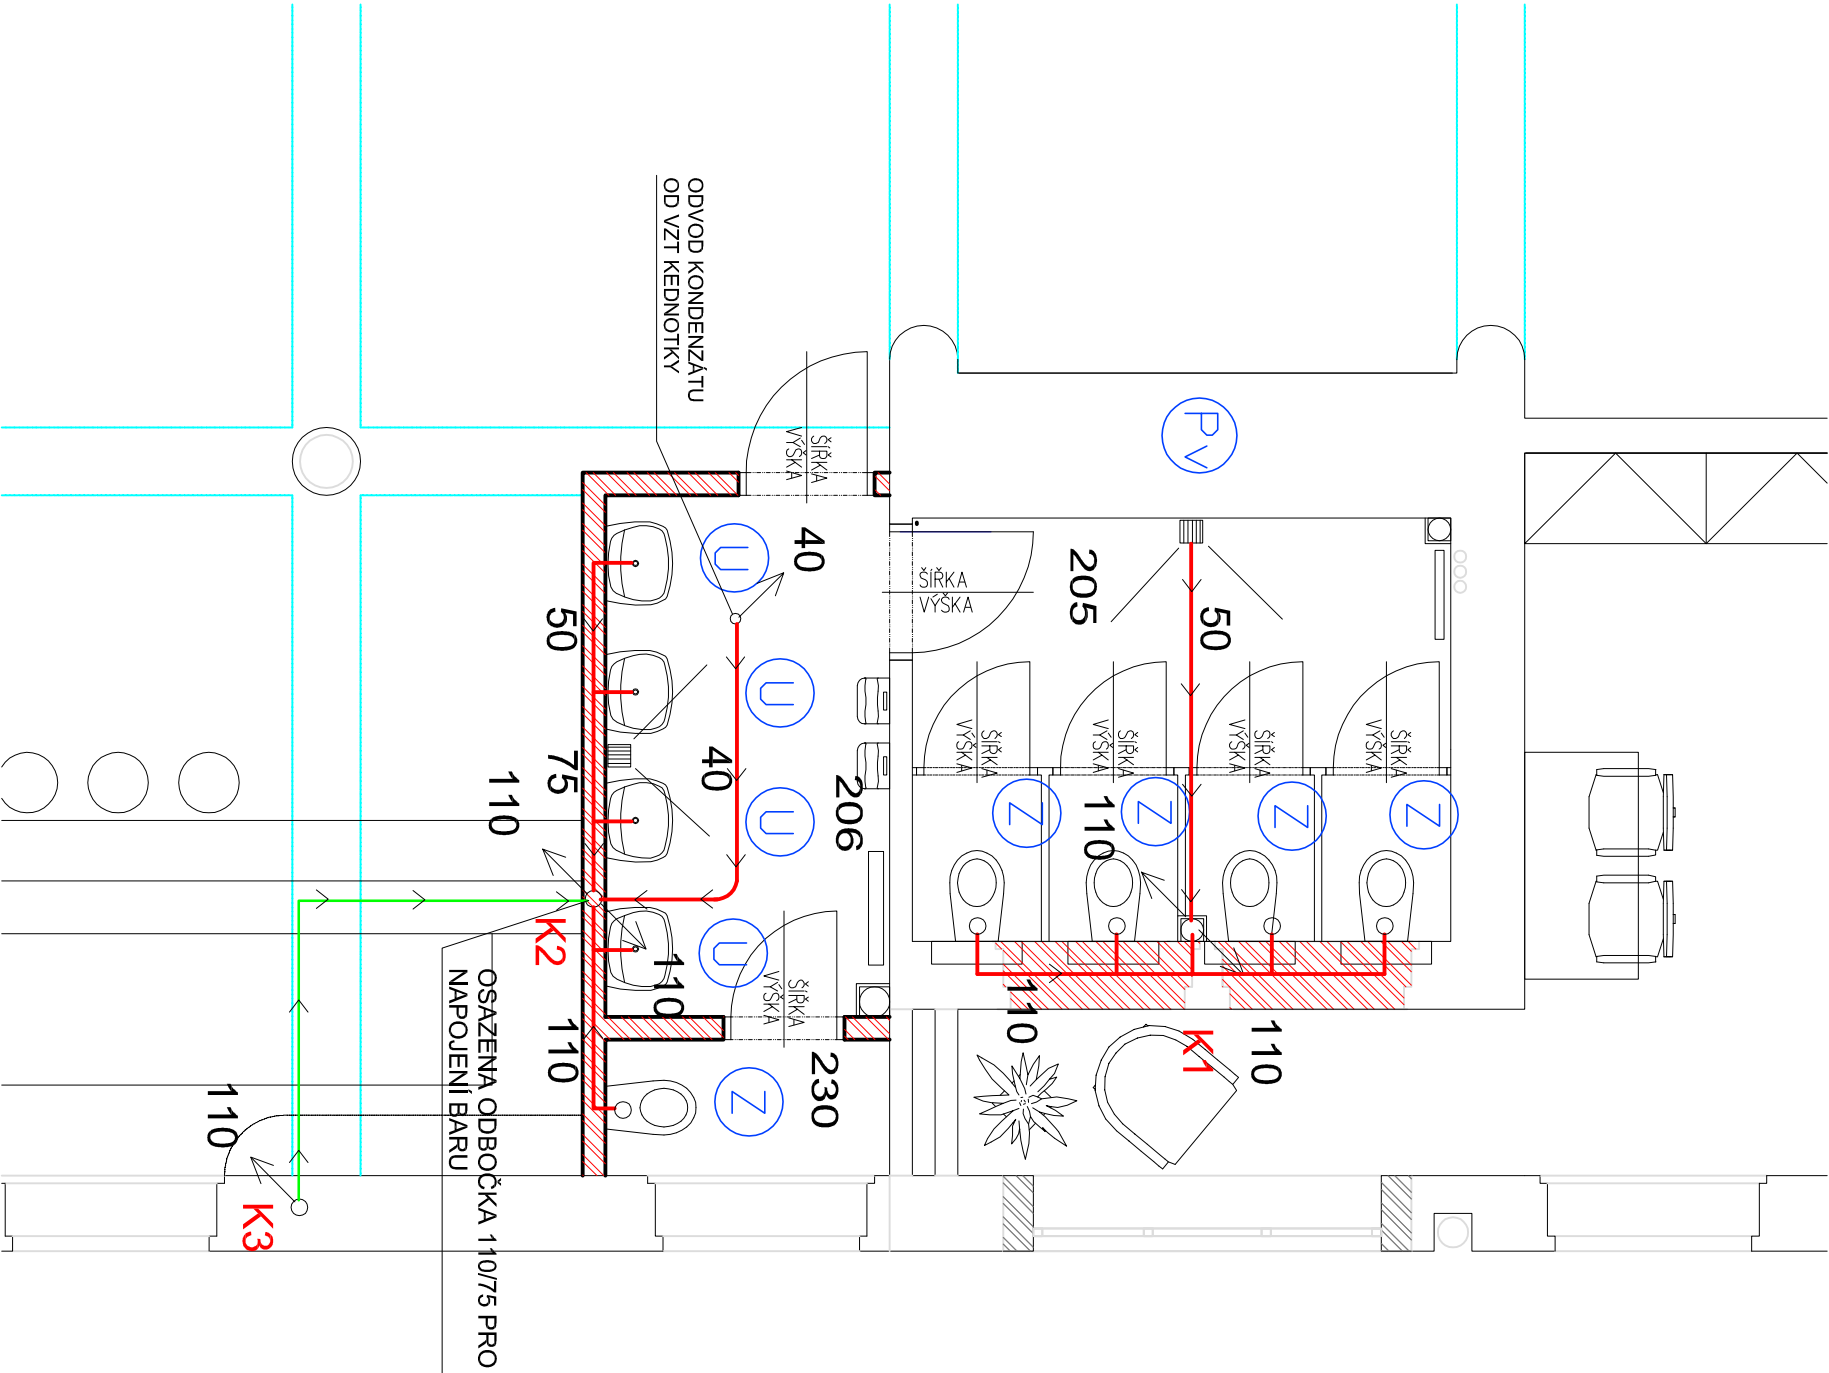 ODVOD KONDENZÁTU
OD VZT KEDNOTKY
ŠÍŘKA
VÝŠKA
PV
U
40
ŠÍŘKA
VÝŠKA
205
50
50
U
75
110
40
206
U
ŠÍŘKA
VÝŠKA
ŠÍŘKA
VÝŠKA
ŠÍŘKA
VÝŠKA
ŠÍŘKA
VÝŠKA
Z
Z
Z
Z
110
K2
U
110
ŠÍŘKA
VÝŠKA
110
110
K1
110
230
Z
110
K3
OSAZENA ODBOČKA 110/75 PRO
NAPOJENÍ BARU